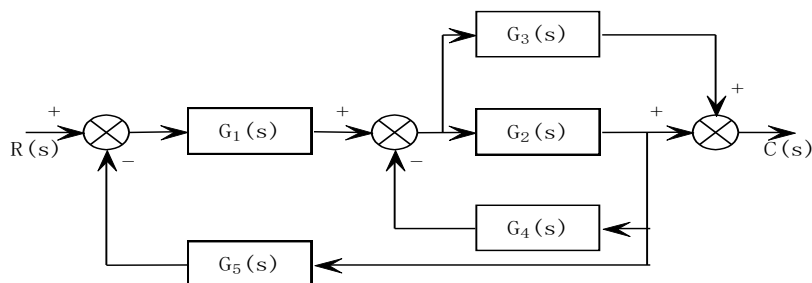 G₃(s)
+
+
R(s)
−
G₁(s)
+
−
G₂(s)
+
C(s)
G₄(s)
G₅(s)